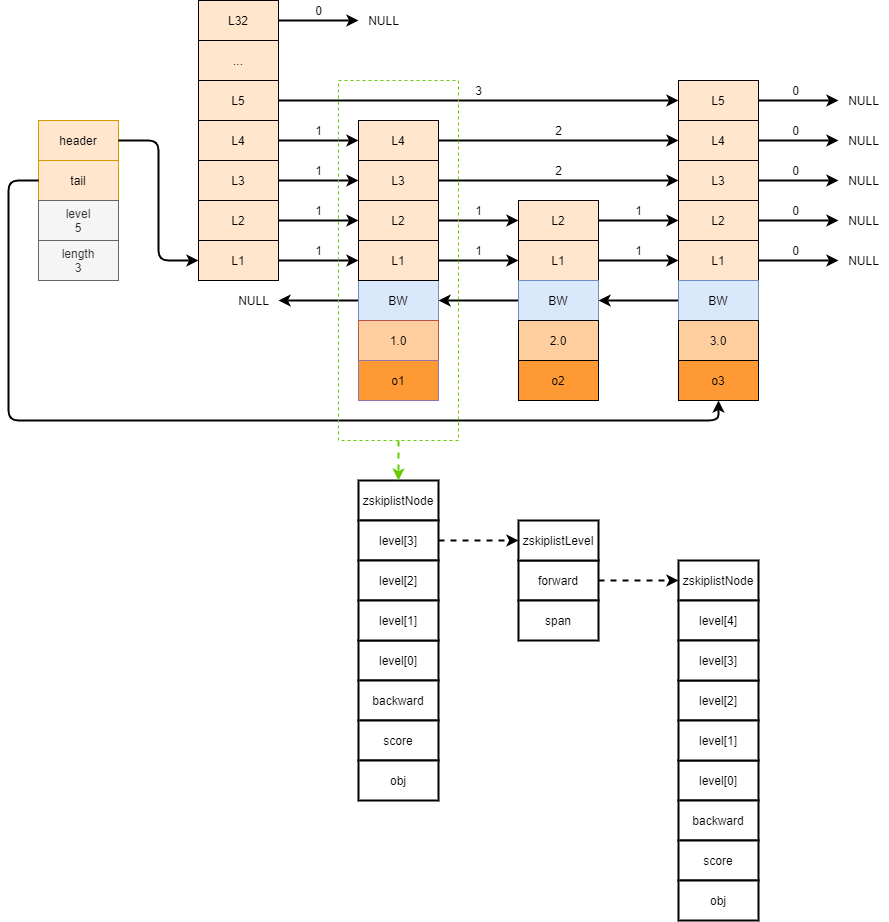 L32
0
NULL
...
L5
3
L5
0
NULL
header
L4
1
L4
2
L4
0
NULL
tail
L3
1
L3
2
L3
0
NULL
level
5
L2
1
L2
1
L2
1
L2
0
NULL
length
3
L1
1
L1
1
L1
1
L1
0
NULL
NULL
BW
BW
BW
1.0
2.0
3.0
o1
o2
o3
zskiplistNode
level[3]
level[2]
level[1]
level[0]
backward
score
obj
zskiplistLevel
forward
span
zskiplistNode
level[4]
level[3]
level[2]
level[1]
level[0]
backward
score
obj